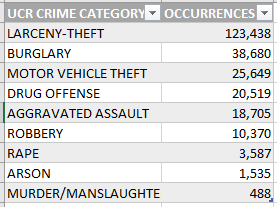 UCR CRIME CATEGORY OCCURRENCES
LARCENY-THEFT 123,438
BURGLARY 38,680
MOTOR VEHICLE THEFT 25,649
DRUG OFFENSE 20,519
AGGRAVATED ASSAULT 18,705
ROBBERY 10,370
RAPE 3,587
ARSON 1,535
MURDER/MANSLAUGHTE 488